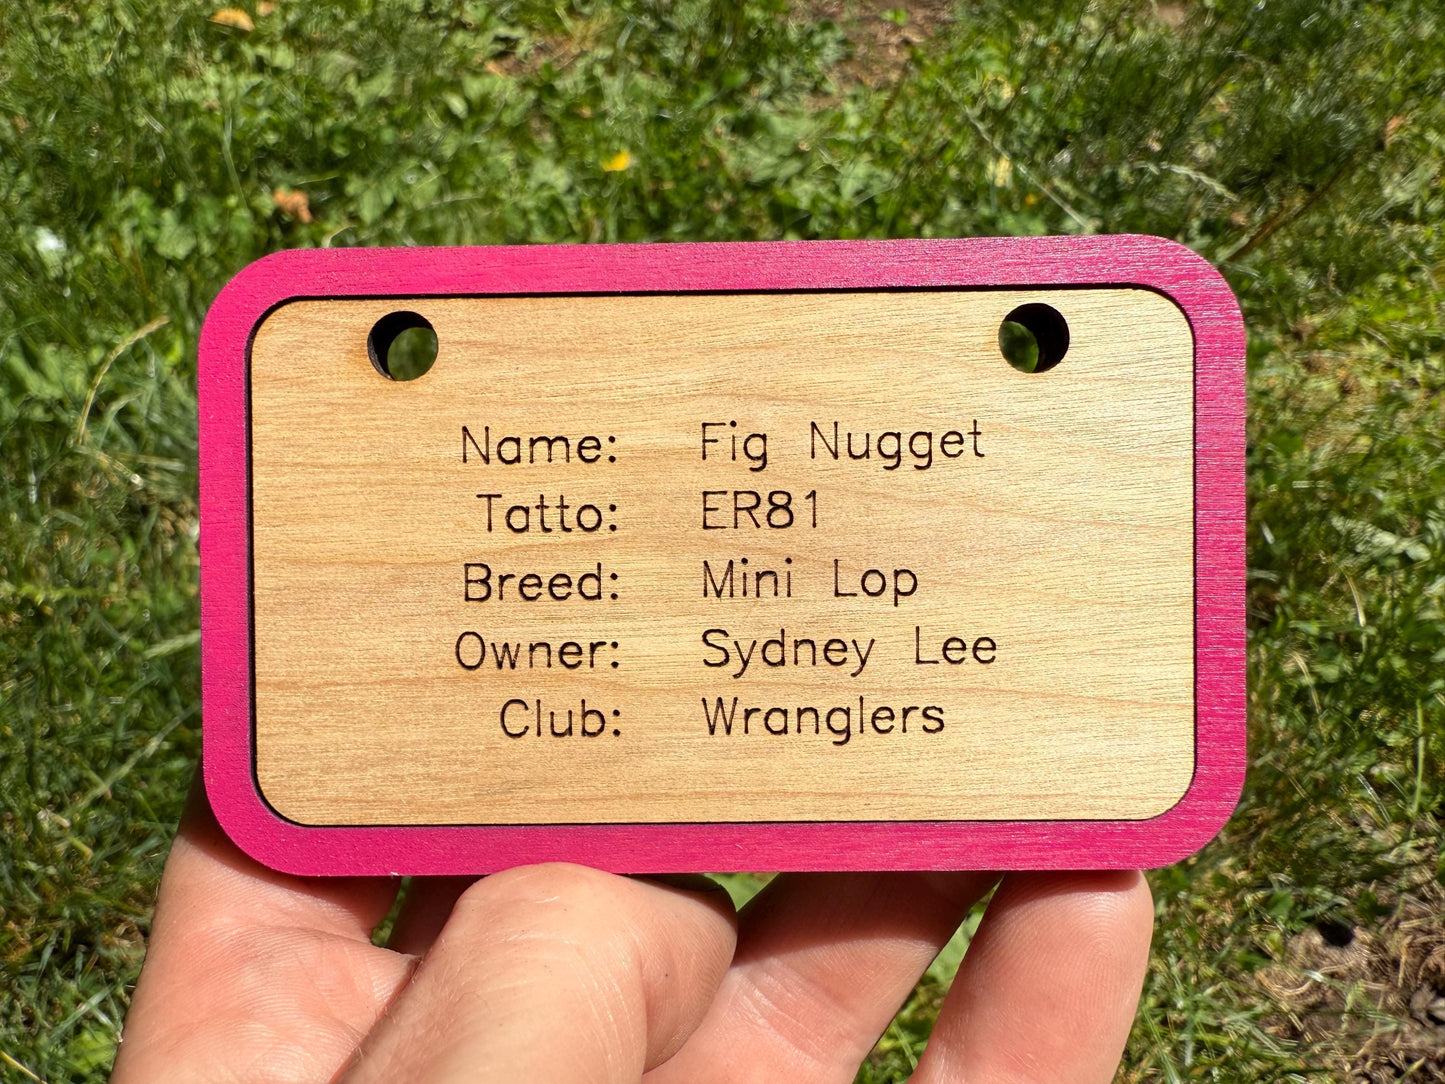 Name: Fig Nugget
Tatto: ER81
Breed: Mini Lop
Owner: Sydney Lee
Club: Wranglers